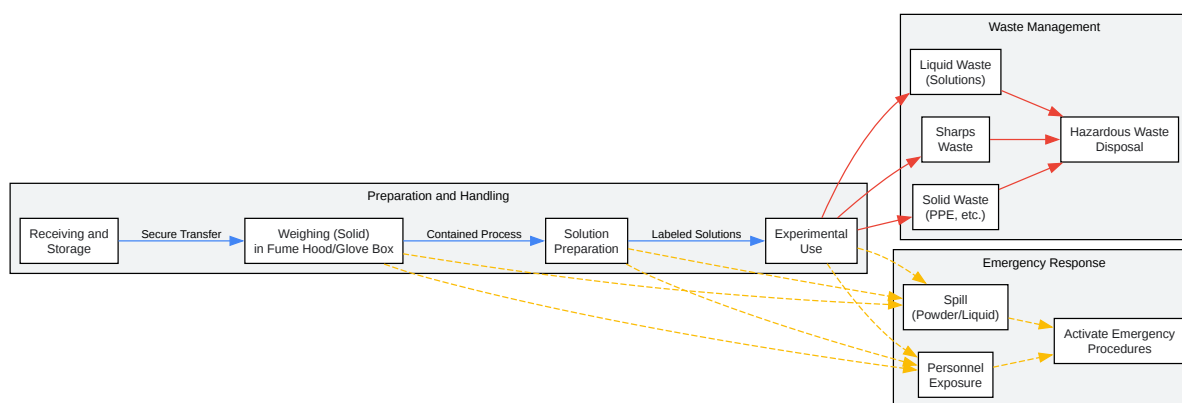 Waste Management
Liquid Waste
(Solutions)
Sharps
Waste
Hazardous Waste
Disposal
Solid Waste
(PPE, etc.)
Preparation and Handling
Receiving and
Storage
Secure Transfer
Weighing (Solid)
in Fume Hood/Glove Box
Contained Process
Solution
Preparation
Labeled Solutions
Experimental
Use
Emergency Response
Spill
(Powder/Liquid)
Activate Emergency
Procedures
Personnel
Exposure